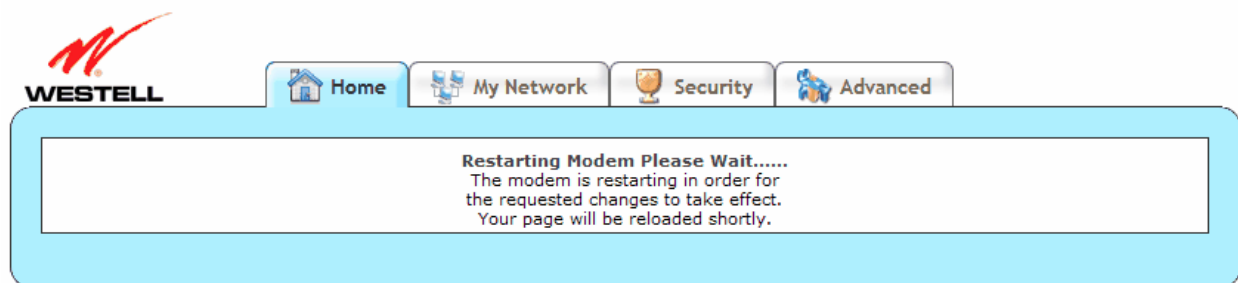 WESTELL
Home
My Network
Security
Advanced
Restarting Modem Please Wait......
The modem is restarting in order for
the requested changes to take effect.
Your page will be reloaded shortly.